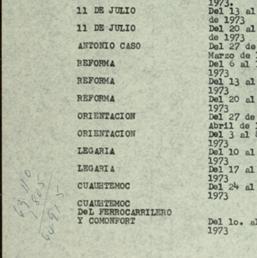 1973.
11 DE JULIO Del 13 al
de 1973
11 DE JULIO Del 20 al
de 1973
ANTONIO CASO Del 27 de
Marzo de
REFORMA Del 6 al
1973
REFORMA Del 13 al
1973
REFORMA Del 20 al
1973
ORIENTACION Del 27 de
Abril de
ORIENTACION Del 3 al
1973
LEGARIA Del 10 al
1973
LEGARIA Del 17 al
1973
CUAUHTEMOC Del 24 al
1973
CUAUHTEMOC
DeL FERROCARRILERO
Y COMONFORT Del 1o. al
1973